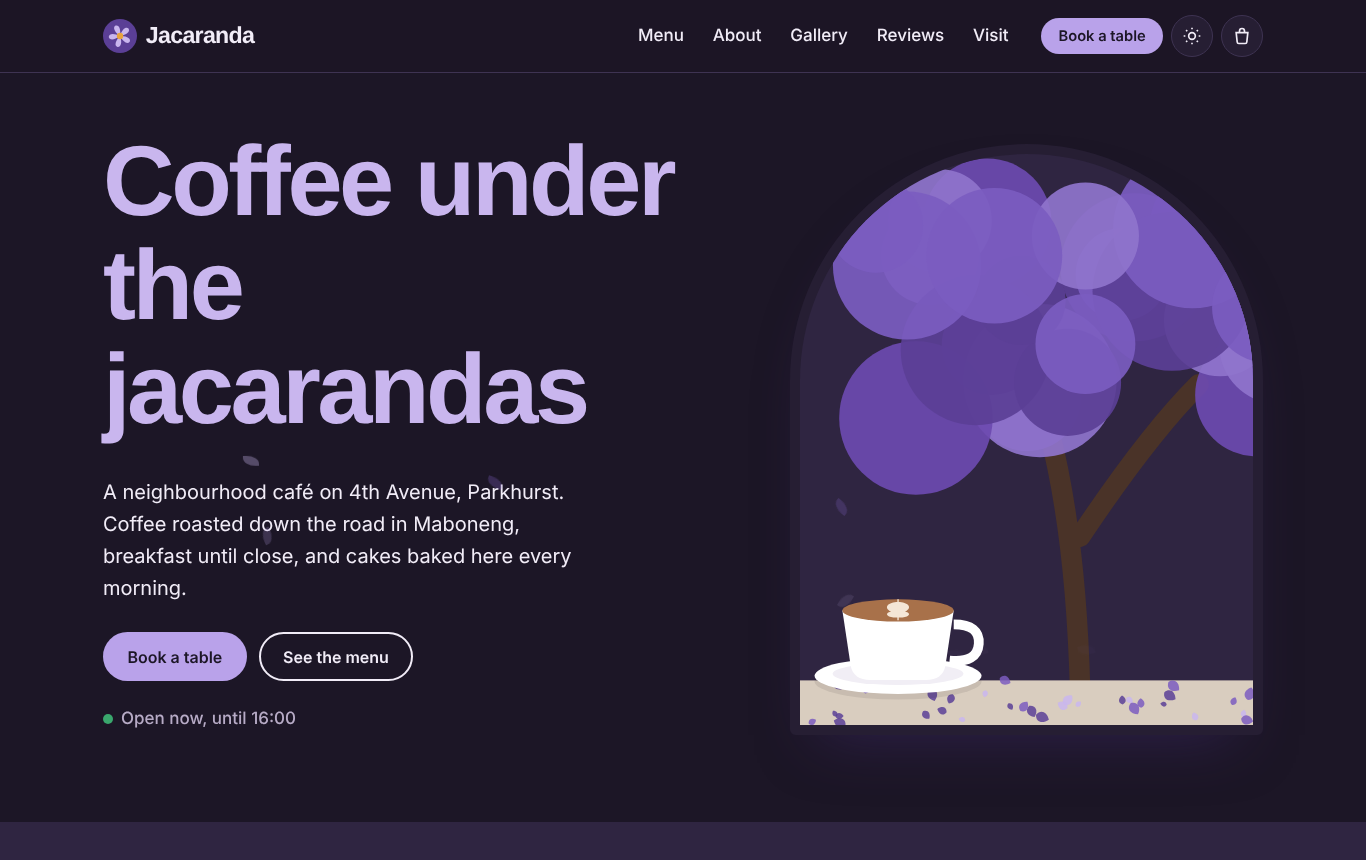 Jacaranda
Menu About Gallery Reviews Visit Book a table
Coffee under
the
jacarandas
A neighbourhood café on 4th Avenue, Parkhurst.
Coffee roasted down the road in Maboneng,
breakfast until close, and cakes baked here every
morning.
Book a table See the menu
Open now, until 16:00